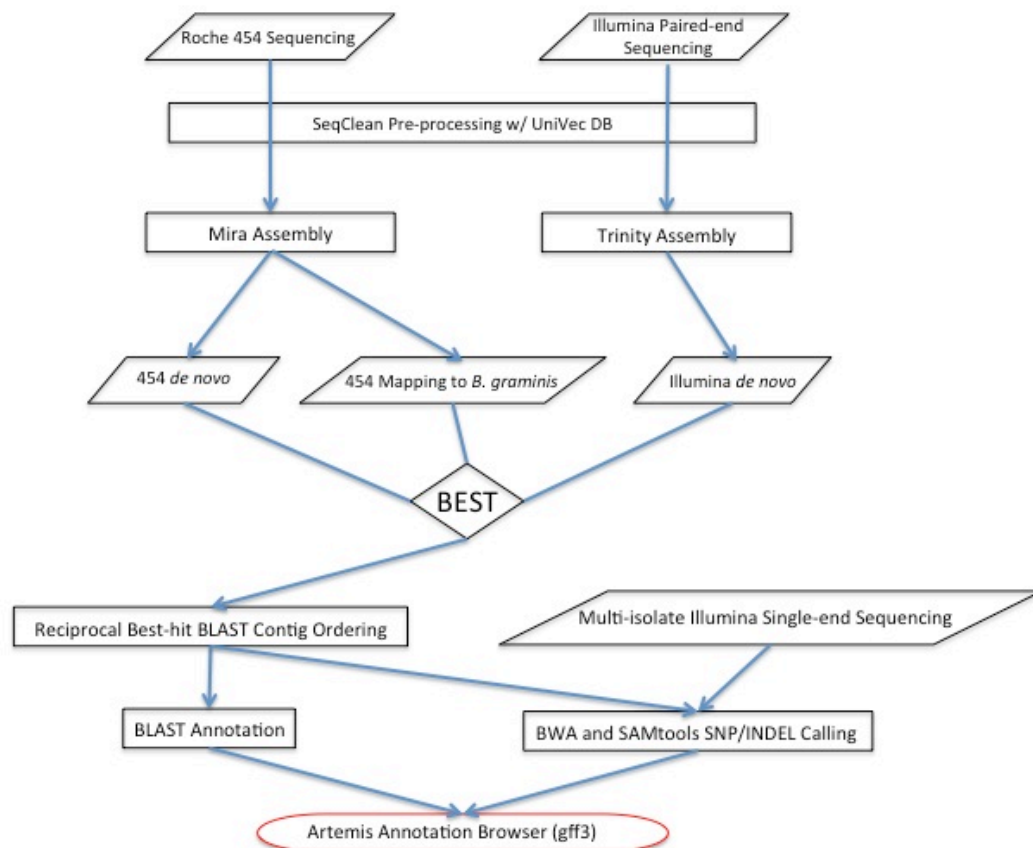 Roche 454 Sequencing
Illumina Paired-end
Sequencing
SeqClean Pre-processing w/ UniVec DB
Mira Assembly
Trinity Assembly
454 de novo
454 Mapping to B. graminis
Illumina de novo
BEST
Reciprocal Best-hit BLAST Contig Ordering
Multi-isolate Illumina Single-end Sequencing
BLAST Annotation
BWA and SAMtools SNP/INDEL Calling
Artemis Annotation Browser (gff3)